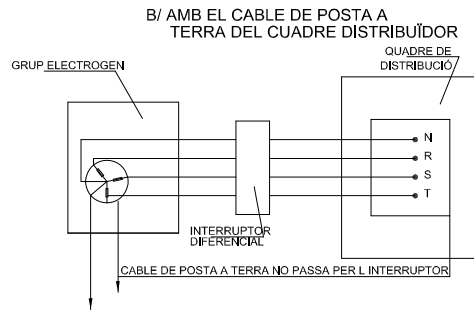 B/ AMB EL CABLE DE POSTA A
TERRA DEL CUADRE DISTRIBUÏDOR
GRUP ELECTROGEN
QUADRE DE
DISTRIBUCIÓ
N
R
S
T
INTERRUPTOR
DIFERENCIAL
CABLE DE POSTA A TERRA NO PASSA PER L INTERRUPTOR